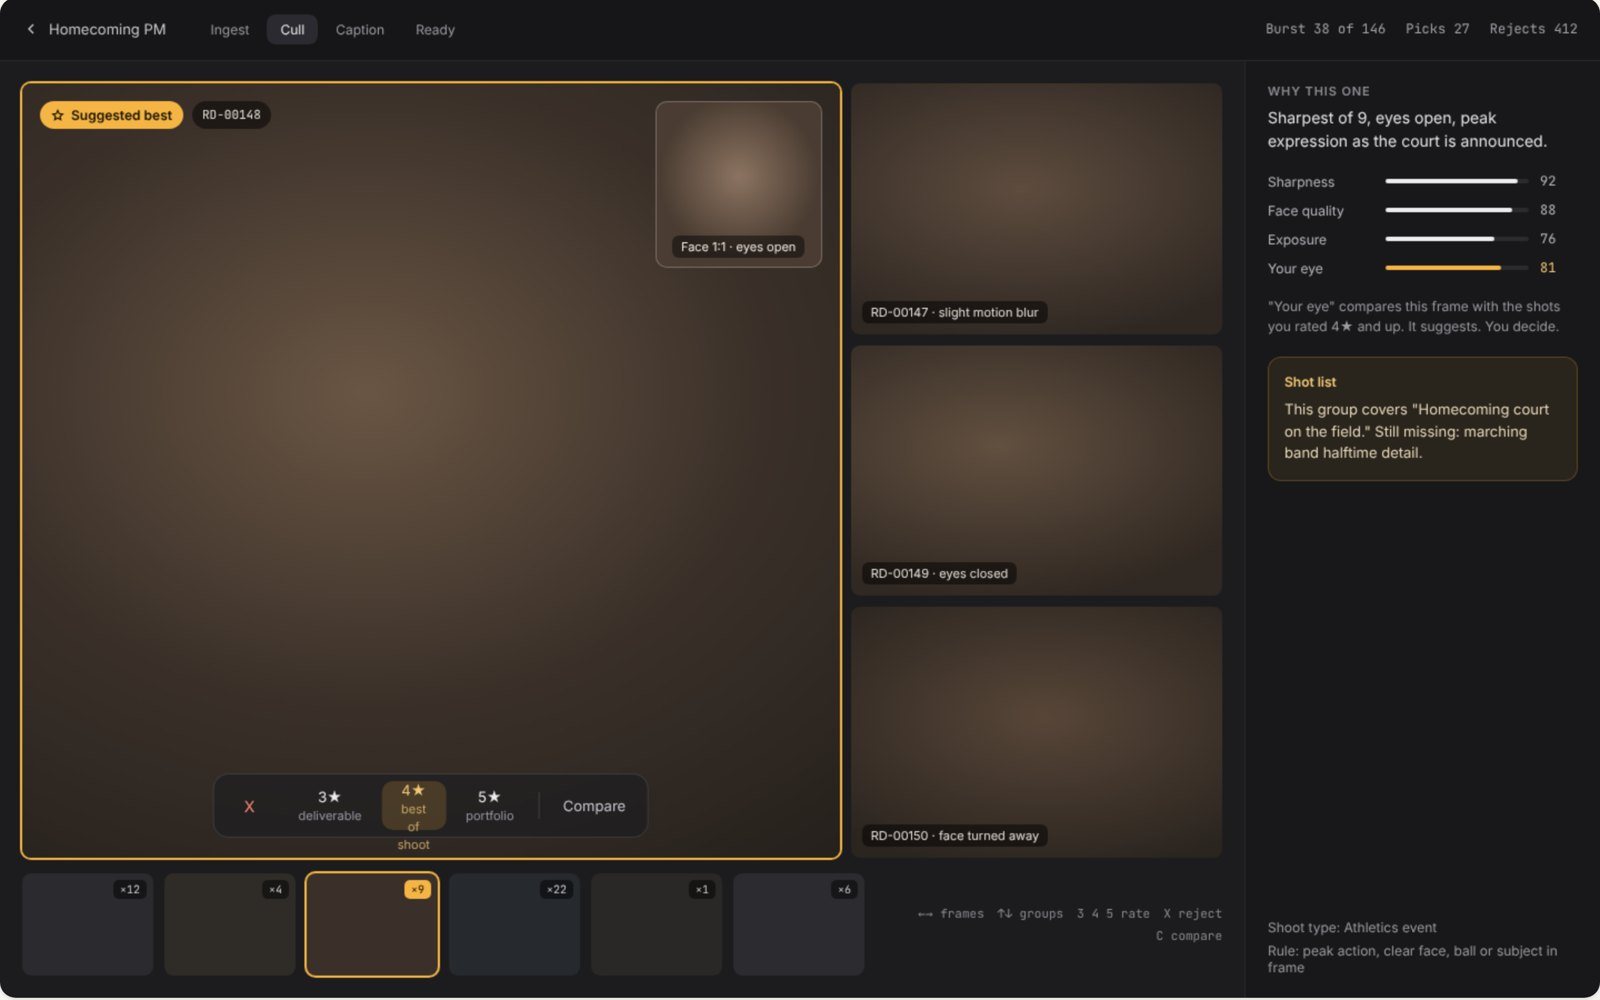 Homecoming PM
Ingest
Cull
Caption
Ready
Burst 38 of 146
Picks 27
Rejects 412
☆ Suggested best
RD-00148
Face 1:1 · eyes open
X
3★
deliverable
4★
best
of
shoot
5★
portfolio
Compare
RD-00147 · slight motion blur
RD-00149 · eyes closed
RD-00150 · face turned away
×12
×4
×9
×22
×1
×6
←→ frames ↑↓ groups 3 4 5 rate X reject
C compare
WHY THIS ONE
Sharpest of 9, eyes open, peak
expression as the court is announced.
Sharpness 92
Face quality 88
Exposure 76
Your eye 81
"Your eye" compares this frame with the shots
you rated 4★ and up. It suggests. You decide.
Shot list
This group covers "Homecoming court
on the field." Still missing: marching
band halftime detail.
Shoot type: Athletics event
Rule: peak action, clear face, ball or subject in
frame